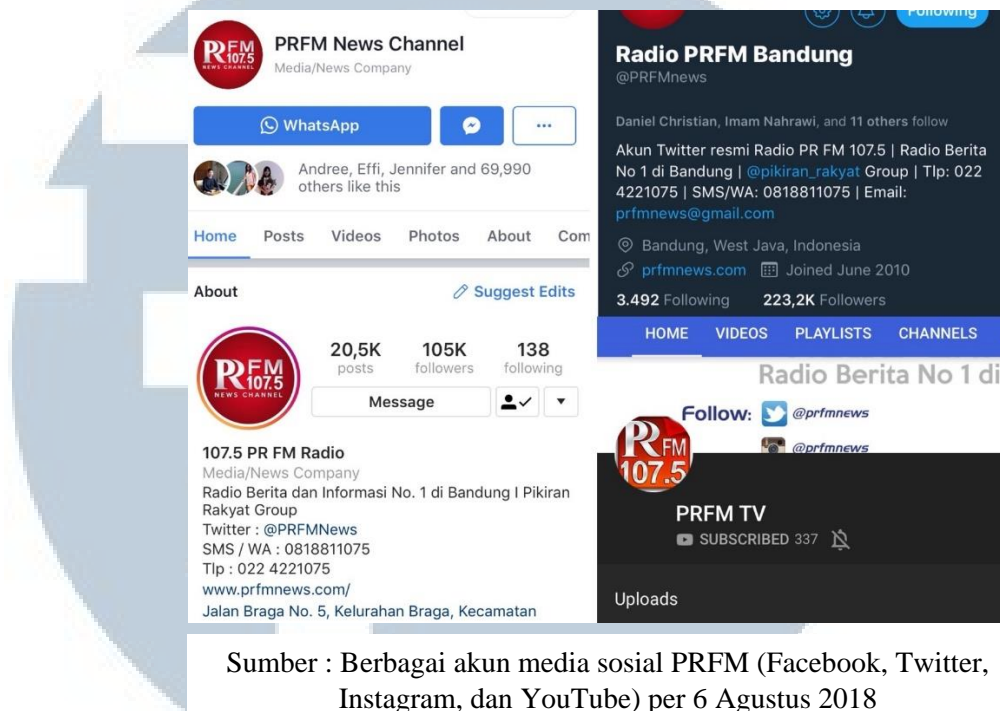 PRFM
107.5
NEWS CHANNEL
PRFM News Channel
Media/News Company
WhatsApp
...
Andree, Effi, Jennifer and 69,990
others like this
Home Posts Videos Photos About Com
About
Suggest Edits
PRFM
107.5
NEWS CHANNEL
20,5K 105K 138
posts followers following
Message
107.5 PR FM Radio
Media/News Company
Radio Berita dan Informasi No. 1 di Bandung I Pikiran
Rakyat Group
Twitter : @PRFMNews
SMS / WA : 0818811075
Tlp : 022 4221075
www.prfmnews.com/
Jalan Braga No. 5, Kelurahan Braga, Kecamatan
Following
Radio PRFM Bandung
@PRFMnews
Daniel Christian, Imam Nahrawi, and 11 others follow
Akun Twitter resmi Radio PR FM 107.5 | Radio Berita
No 1 di Bandung | @pikiran_rakyat Group | Tlp: 022
4221075 | SMS/WA: 0818811075 | Email:
prfmnews@gmail.com
Bandung, West Java, Indonesia
prfmnews.com Joined June 2010
3.492 Following 223,2K Followers
HOME VIDEOS PLAYLISTS CHANNELS
Radio Berita No 1 di
Follow: @prfmnews
@prfmnews
PRFM
107.5
PRFM TV
SUBSCRIBED 337
Uploads
Sumber : Berbagai akun media sosial PRFM (Facebook, Twitter,
Instagram, dan YouTube) per 6 Agustus 2018